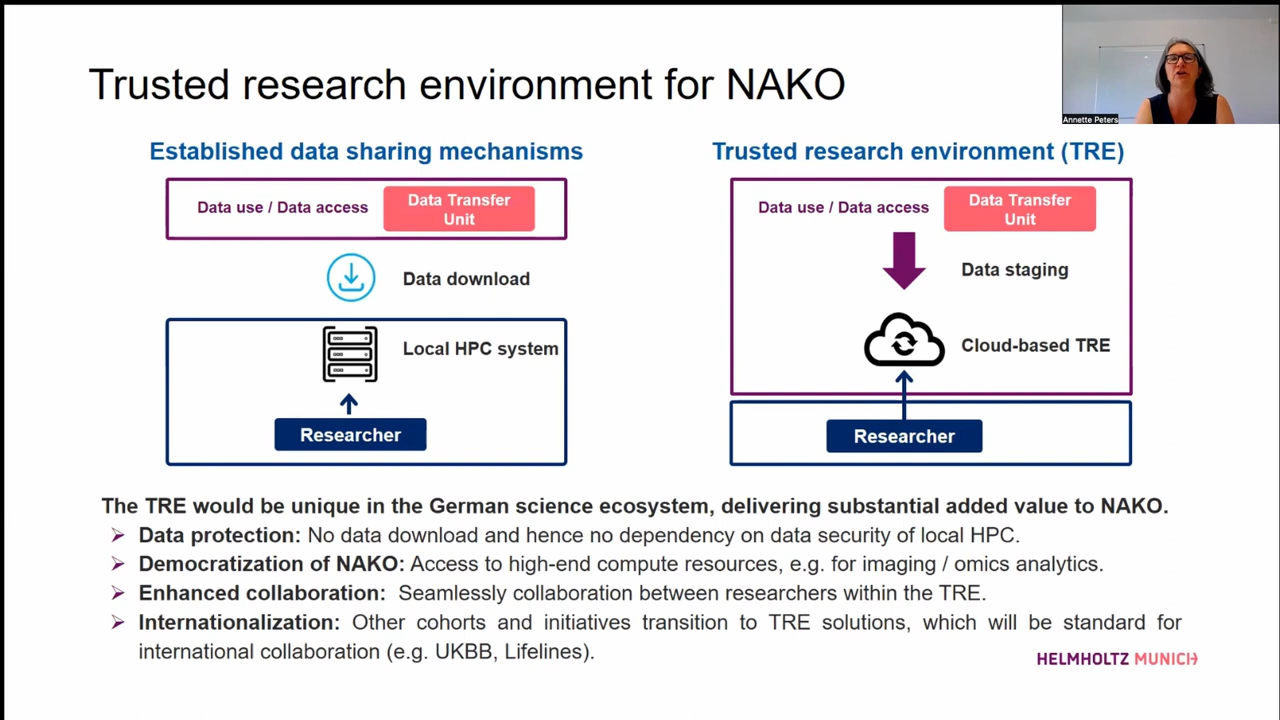 Trusted research environment for NAKO
Annette Peters
Established data sharing mechanisms
Data use / Data access
Data Transfer
Unit
Data download
Local HPC system
Researcher
Trusted research environment (TRE)
Data use / Data access
Data Transfer
Unit
Data staging
Cloud-based TRE
Researcher
The TRE would be unique in the German science ecosystem, delivering substantial added value to NAKO.
Data protection: No data download and hence no dependency on data security of local HPC.
Democratization of NAKO: Access to high-end compute resources, e.g. for imaging / omics analytics.
Enhanced collaboration: Seamlessly collaboration between researchers within the TRE.
Internationalization: Other cohorts and initiatives transition to TRE solutions, which will be standard for
international collaboration (e.g. UKBB, Lifelines).
HELMHOLTZ MUNICH